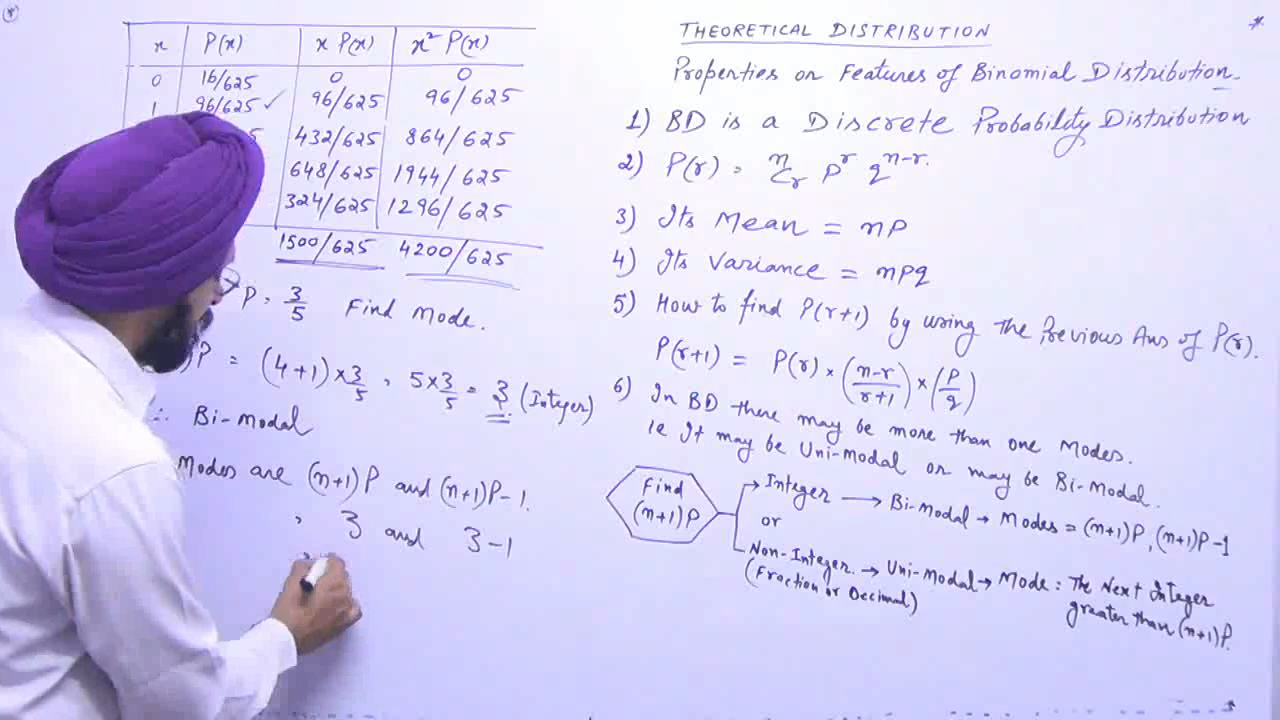 x P(x) x P(x) x² P(x)
0 16/625 0 0
1 96/625 ✓ 96/625 96/625
432/625 864/625
648/625 1944/625
324/625 1296/625
1500/625 4200/625
P = 3/5 Find Mode.
)P = (4+1) × 3/5 , 5 × 3/5 = 3 (Integer)
∴ Bi-Modal
Modes are (n+1)P and (n+1)P-1.
, 3 and 3-1
THEORETICAL DISTRIBUTION
Properties or Features of Binomial Distribution.
1) BD is a Discrete Probability Distribution
2) P(r) = nCr P^r q^n-r.
3) Its Mean = nP
4) Its Variance = nPq
5) How to find P(r+1) by using the Previous Ans of P(r).
P(r+1) = P(r) × (n-r/r+1) × (P/q)
6) In BD there may be more than one Modes.
ie It may be Uni-Modal or may be Bi-Modal.
Find
(n+1)P
Integer → Bi-Modal → Modes = (n+1)P, (n+1)P-1
or
Non-Integer. → Uni-Modal → Mode : The Next Integer
(Fraction or Decimal)
greater than (n+1)P.